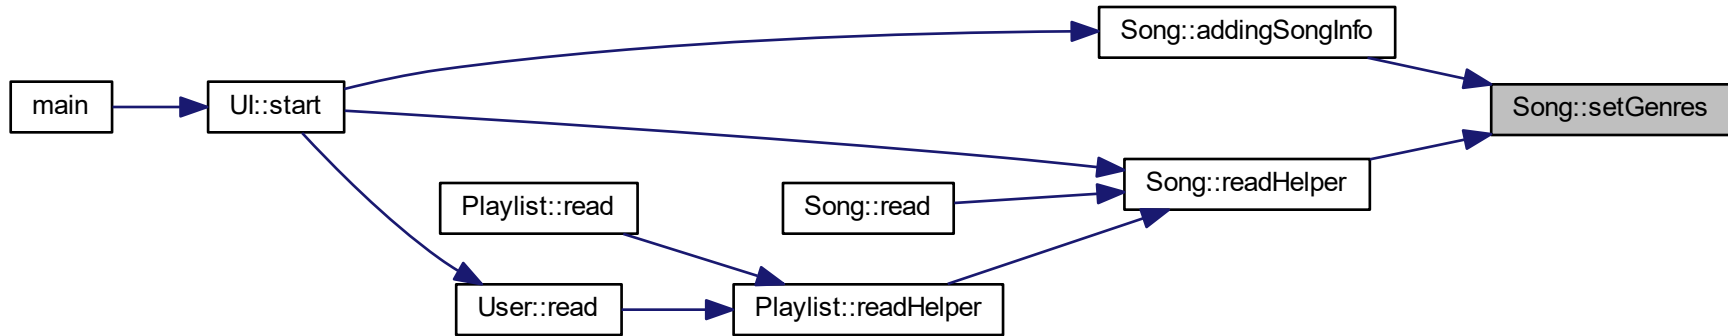 Song::addingSongInfo
main
UI::start
Song::setGenres
Song::readHelper
Playlist::read
Song::read
User::read
Playlist::readHelper